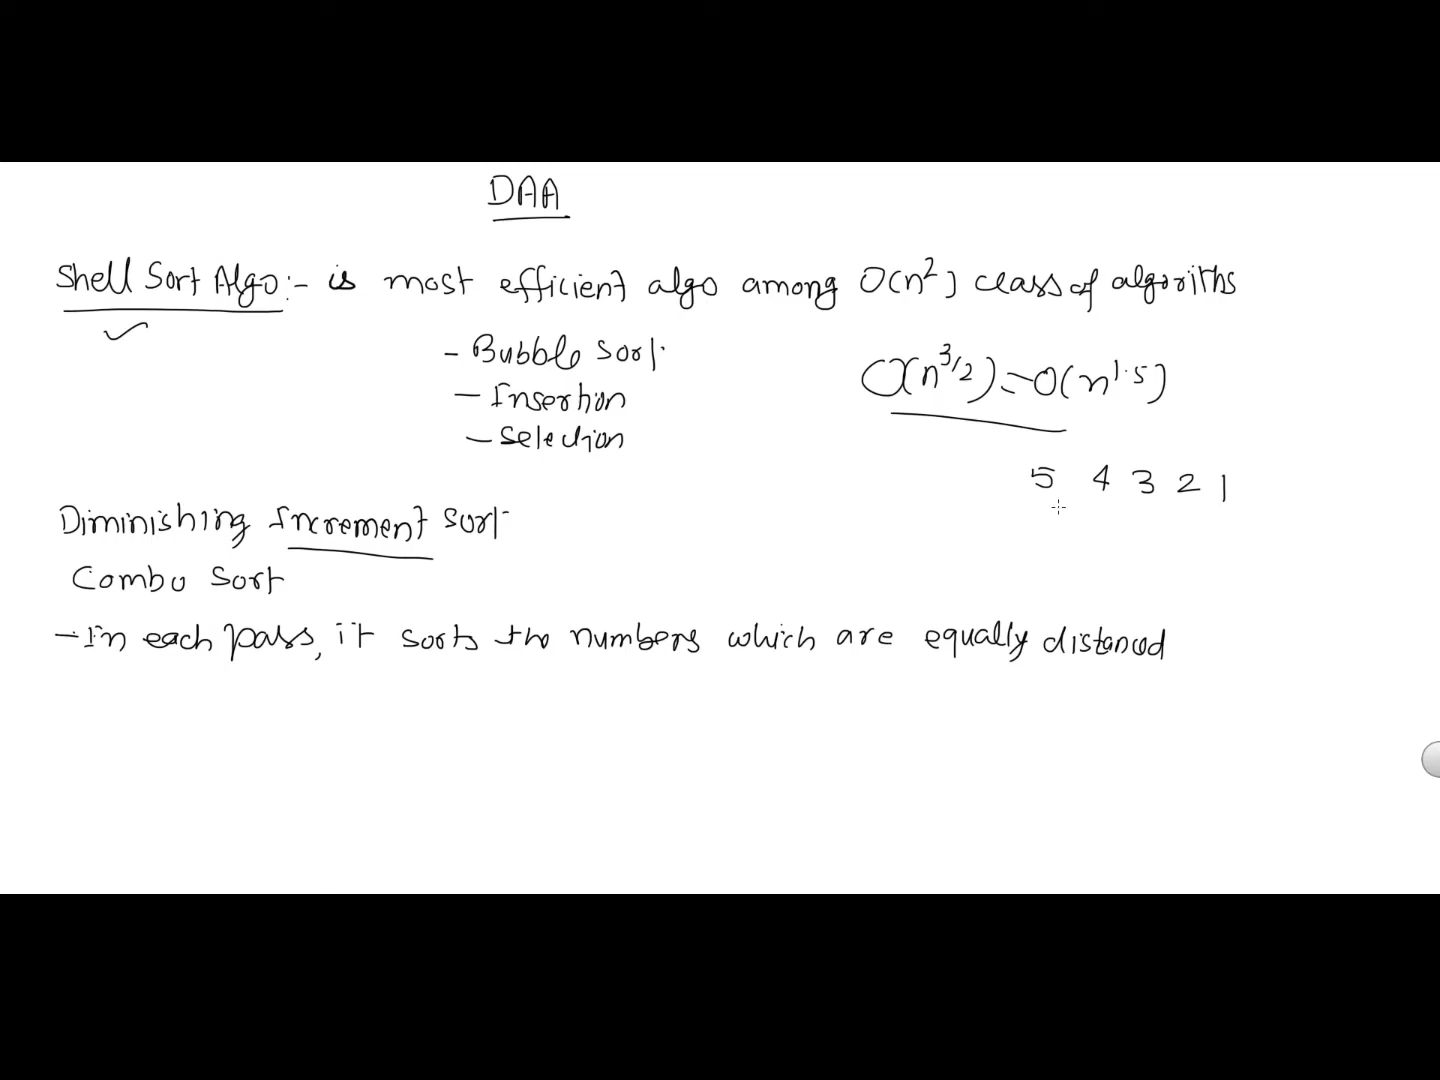 DAA
Shell Sort Algo:- is most efficient algo among O(n²) class of algoriths
- Bubble Sort
- Insertion
- Selection
O(n^3/2) = O(n^1.5)
5 4 3 2 1
Diminishing Increment Sort
Combo Sort
- In each pass, it sorts the numbers which are equally distanced